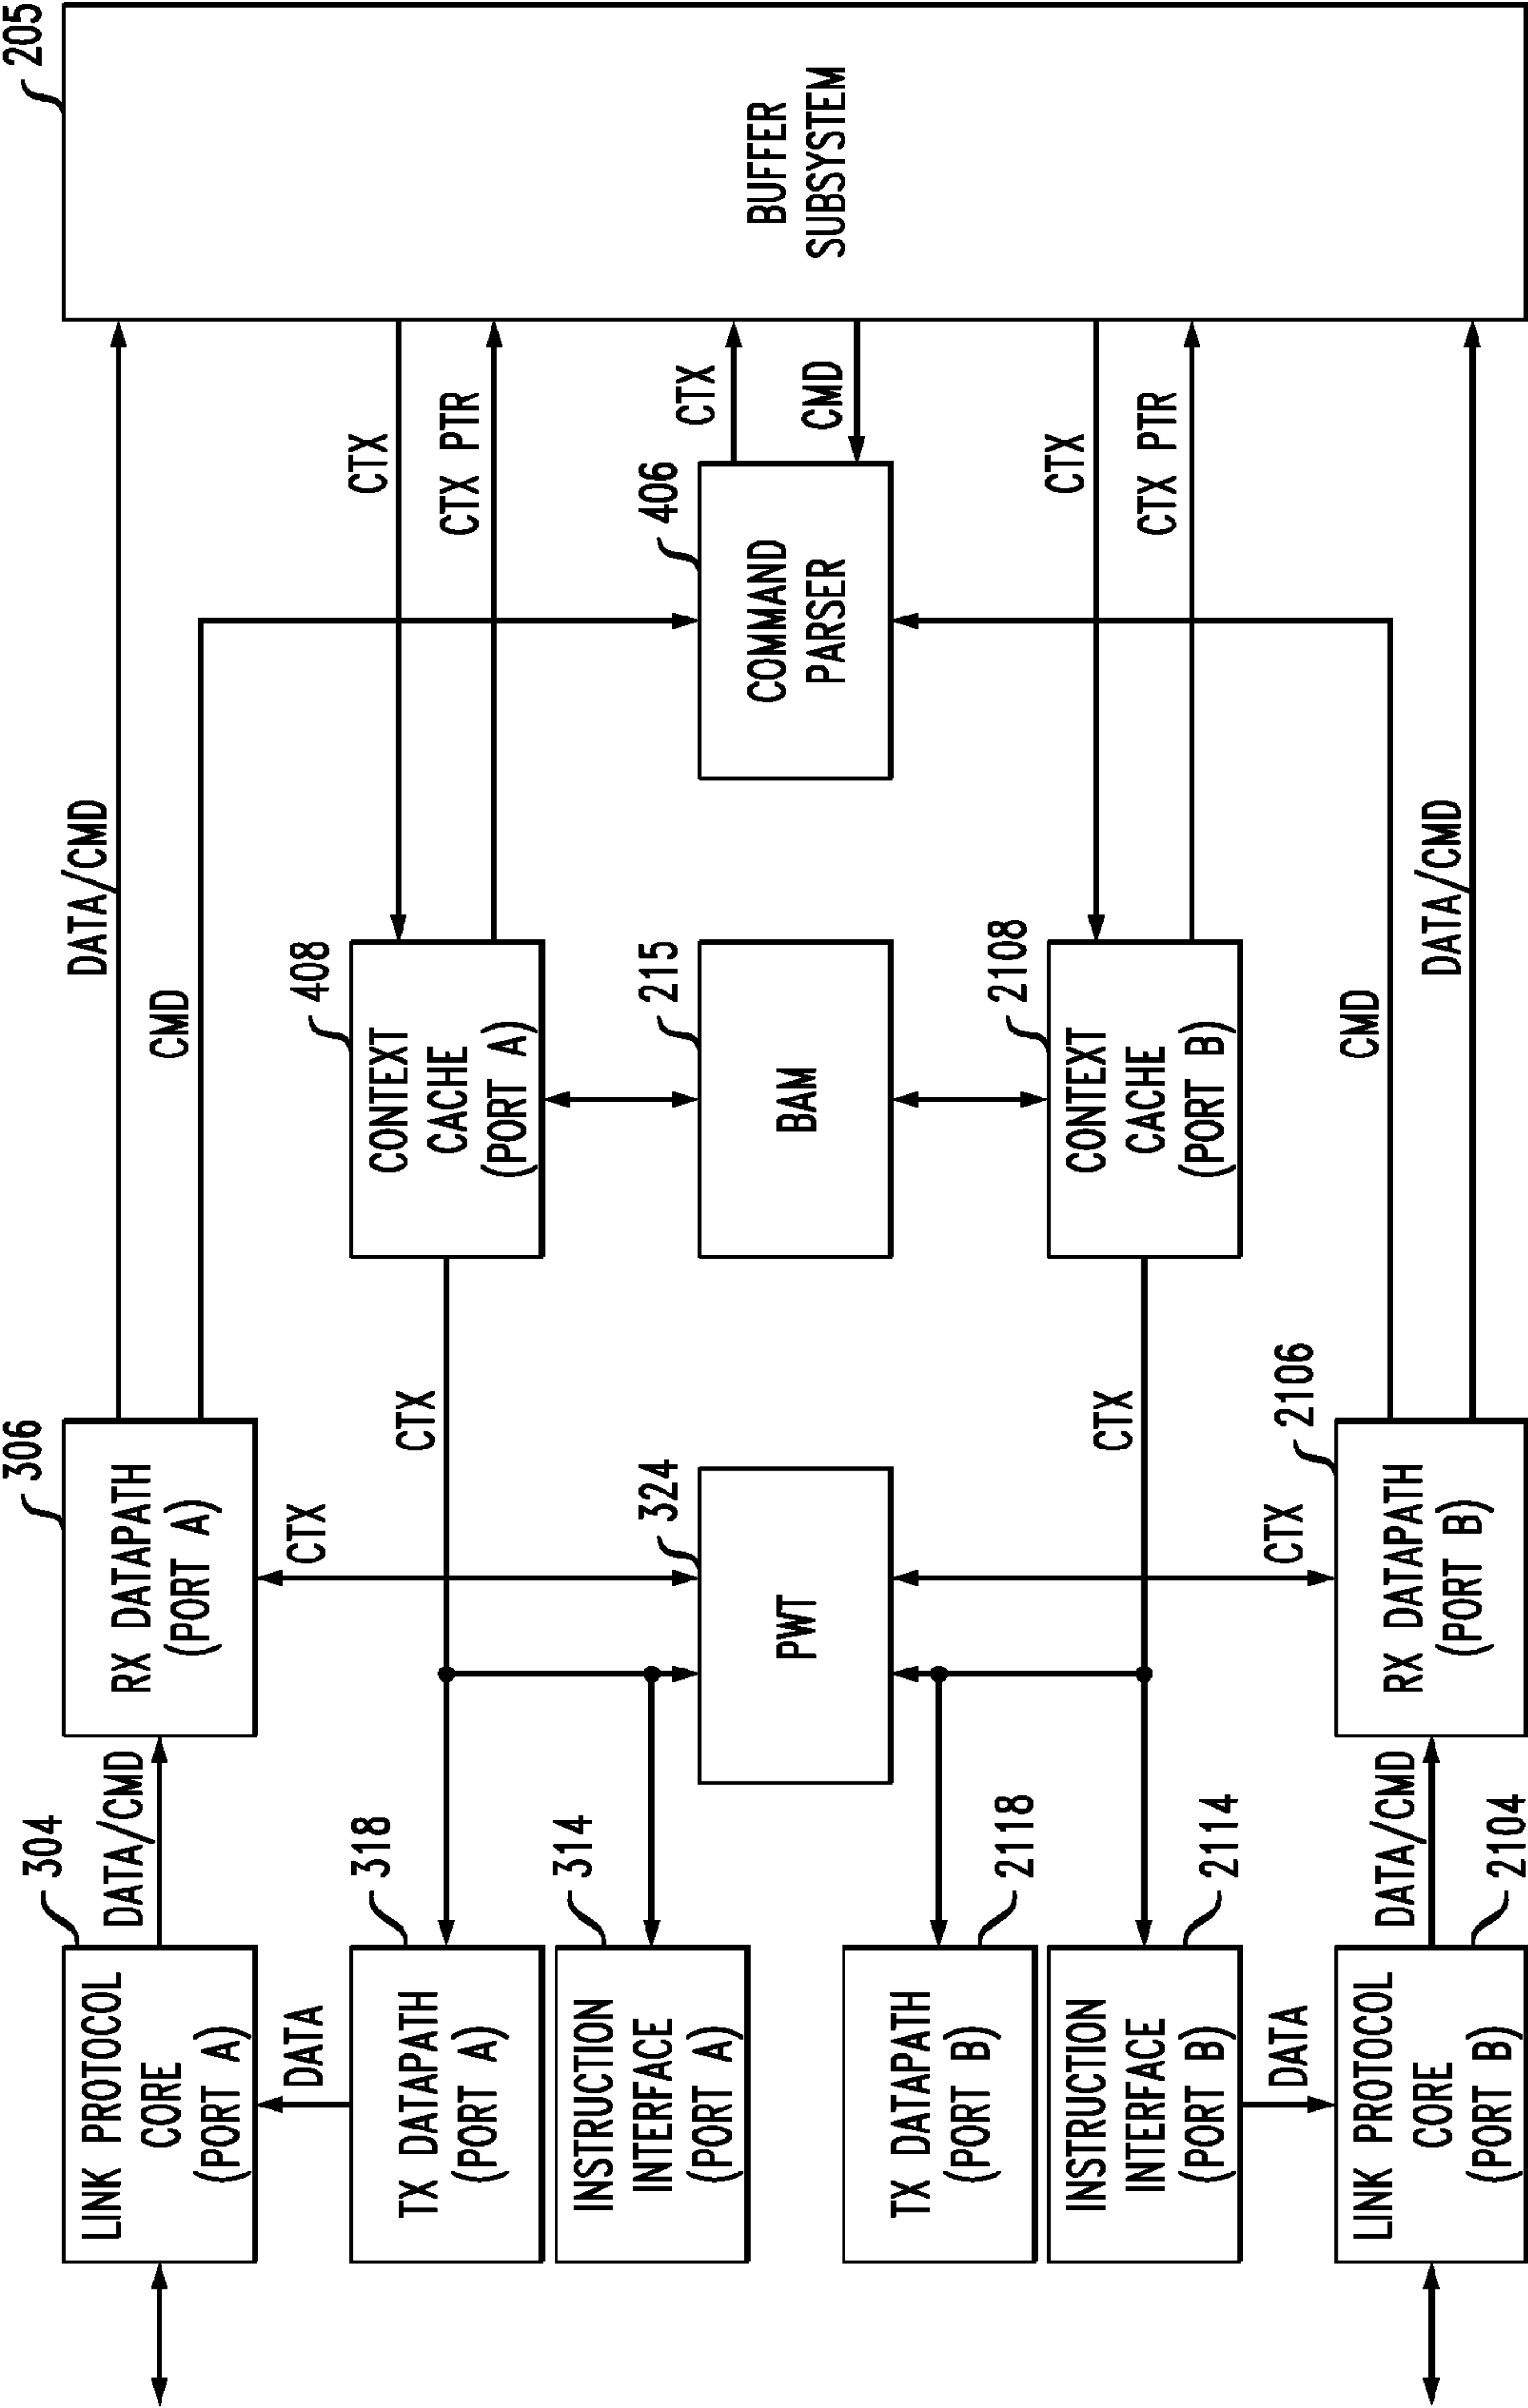 304
LINK PROTOCOL
CORE
(PORT A)
DATA/CMD
306
RX DATAPATH
(PORT A)
DATA/CMD
CMD
205
BUFFER
SUBSYSTEM
DATA
318
TX DATAPATH
(PORT A)
CTX
CTX
408
CONTEXT
CACHE
(PORT A)
CTX
CTX PTR
314
INSTRUCTION
INTERFACE
(PORT A)
324
PWT
215
BAM
406
COMMAND
PARSER
CTX
CMD
2118
TX DATAPATH
(PORT B)
2114
INSTRUCTION
INTERFACE
(PORT B)
CTX
2108
CONTEXT
CACHE
(PORT B)
CTX
CTX PTR
DATA
CTX
2104
LINK PROTOCOL
CORE
(PORT B)
DATA/CMD
2106
RX DATAPATH
(PORT B)
CMD
DATA/CMD